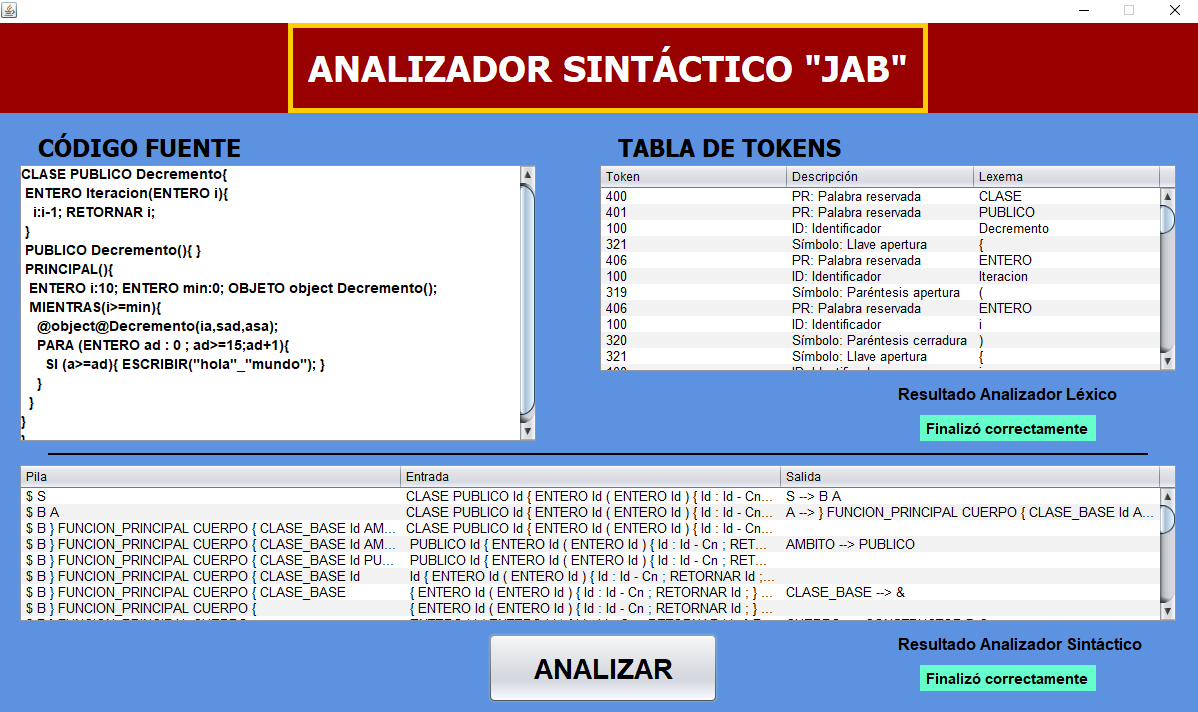 ANALIZADOR SINTÁCTICO "JAB"
CÓDIGO FUENTE
CLASE PUBLICO Decremento{
ENTERO Iteracion(ENTERO i){
i:i-1; RETORNAR i;
}
PUBLICO Decremento(){ }
PRINCIPAL(){
ENTERO i:10; ENTERO min:0; OBJETO object Decremento();
MIENTRAS(i>=min){
@object@Decremento(ia,sad,asa);
PARA (ENTERO ad : 0 ; ad>=15;ad+1){
SI (a>=ad){ ESCRIBIR("hola"_"mundo"); }
}
}
}
TABLA DE TOKENS
Token Descripción Lexema
400 PR: Palabra reservada CLASE
401 PR: Palabra reservada PUBLICO
100 ID: Identificador Decremento
321 Símbolo: Llave apertura {
406 PR: Palabra reservada ENTERO
100 ID: Identificador Iteracion
319 Símbolo: Paréntesis apertura (
406 PR: Palabra reservada ENTERO
100 ID: Identificador i
320 Símbolo: Paréntesis cerradura )
321 Símbolo: Llave apertura {
Resultado Analizador Léxico
Finalizó correctamente
Pila Entrada Salida
$ S CLASE PUBLICO Id { ENTERO Id ( ENTERO Id ) { Id : Id - Cn... S --> B A
$ B A CLASE PUBLICO Id { ENTERO Id ( ENTERO Id ) { Id : Id - Cn... A --> } FUNCION_PRINCIPAL CUERPO { CLASE_BASE Id A...
$ B } FUNCION_PRINCIPAL CUERPO { CLASE_BASE Id AM... CLASE PUBLICO Id { ENTERO Id ( ENTERO Id ) { Id : Id - Cn...
$ B } FUNCION_PRINCIPAL CUERPO { CLASE_BASE Id AM... PUBLICO Id { ENTERO Id ( ENTERO Id ) { Id : Id - Cn ; RET... AMBITO --> PUBLICO
$ B } FUNCION_PRINCIPAL CUERPO { CLASE_BASE Id PU... PUBLICO Id { ENTERO Id ( ENTERO Id ) { Id : Id - Cn ; RET...
$ B } FUNCION_PRINCIPAL CUERPO { CLASE_BASE Id Id { ENTERO Id ( ENTERO Id ) { Id : Id - Cn ; RETORNAR Id ;...
$ B } FUNCION_PRINCIPAL CUERPO { CLASE_BASE { ENTERO Id ( ENTERO Id ) { Id : Id - Cn ; RETORNAR Id ; } ... CLASE_BASE --> &
$ B } FUNCION_PRINCIPAL CUERPO { { ENTERO Id ( ENTERO Id ) { Id : Id - Cn ; RETORNAR Id ; } ...
ANALIZAR
Resultado Analizador Sintáctico
Finalizó correctamente